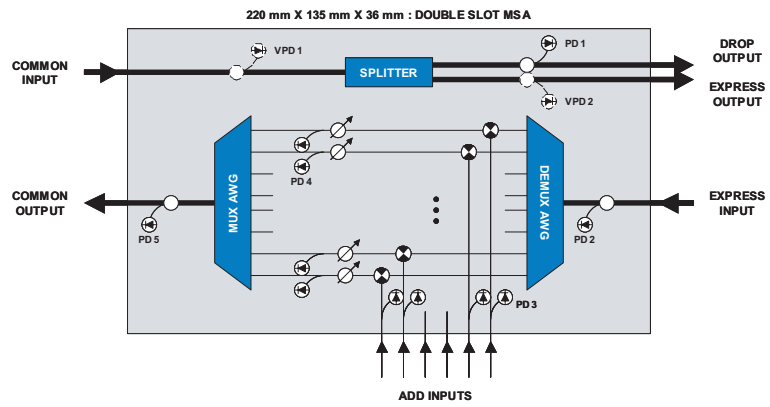 220 mm X 135 mm X 36 mm : DOUBLE SLOT MSA
COMMON
INPUT
VPD 1
SPLITTER
PD 1
VPD 2
DROP
OUTPUT
EXPRESS
OUTPUT
PD 4
MUX AWG
DEMUX AWG
COMMON
OUTPUT
PD 5
PD 2
EXPRESS
INPUT
PD 3
ADD INPUTS